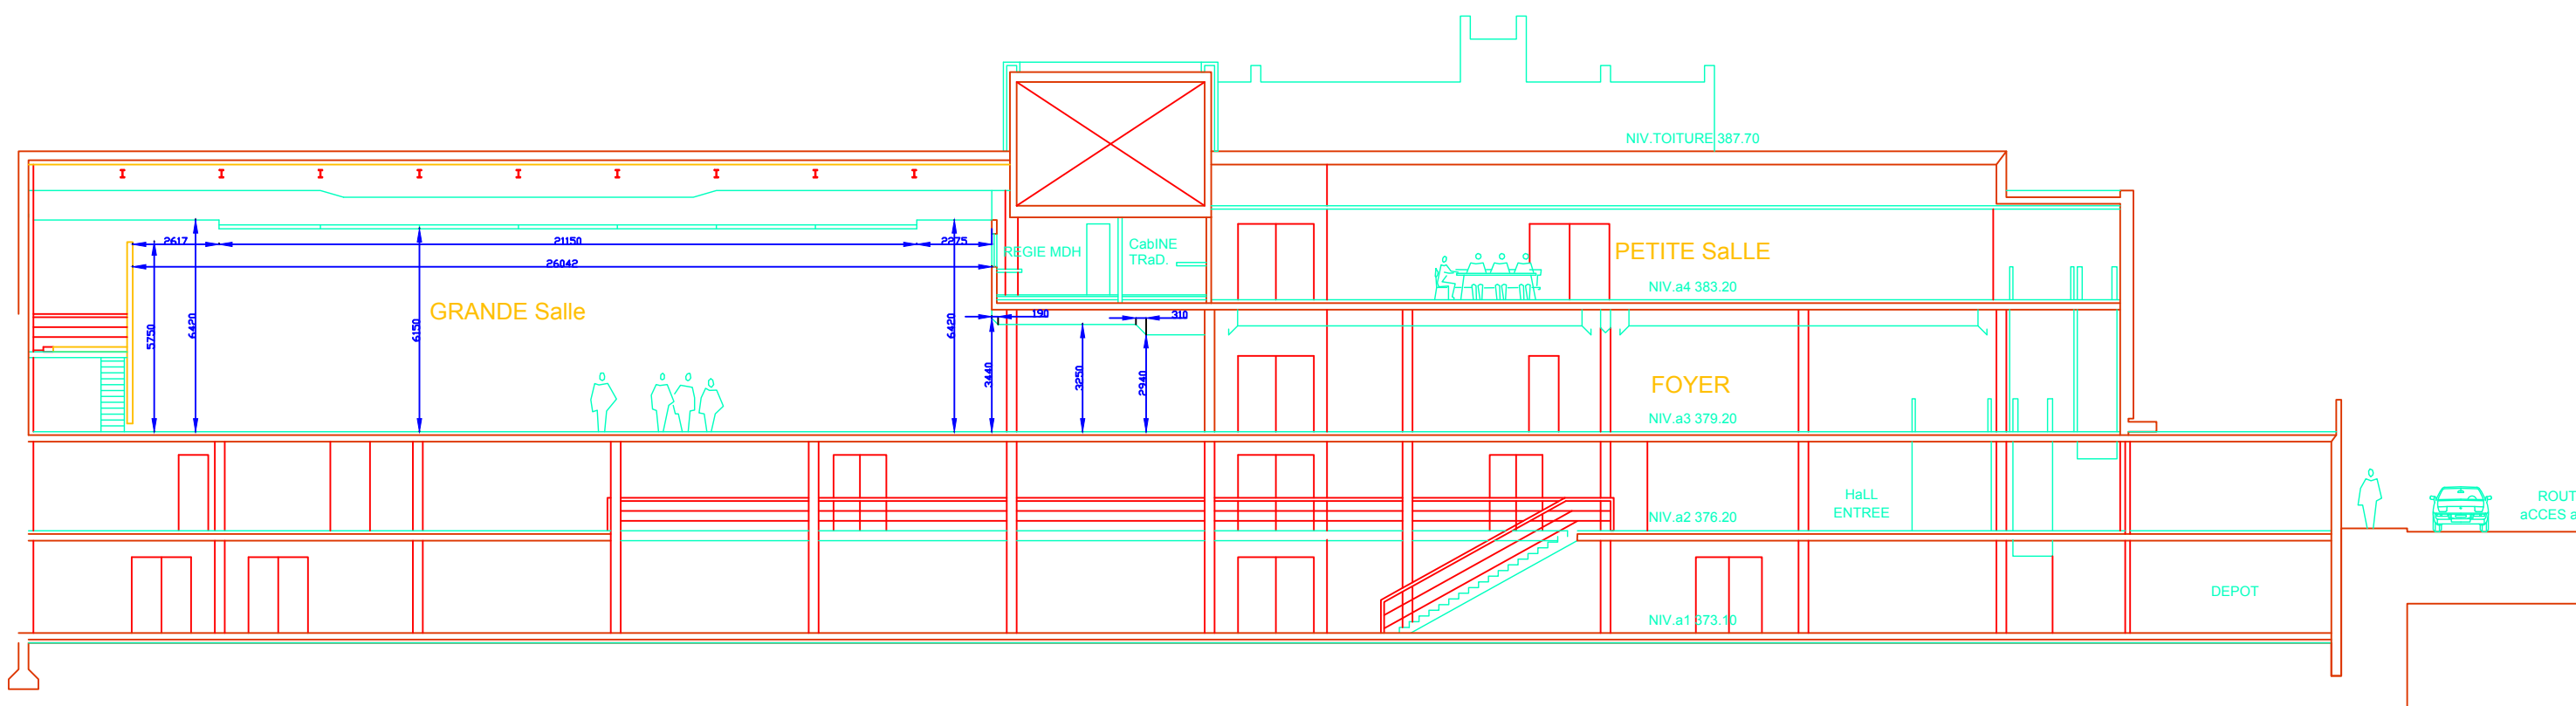 NIV.TOITURE 387.70
2617
21150
2275
26042
REGIE MDH
CabINE
TRaD.
PETITE SaLLE
NIV.a4 383.20
GRANDE Salle
190
310
5750
6420
6150
6420
3440
3250
2940
FOYER
NIV.a3 379.20
HaLL
ENTREE
NIV.a2 376.20
ROUT
aCCES a
DEPOT
NIV.a1 373.10